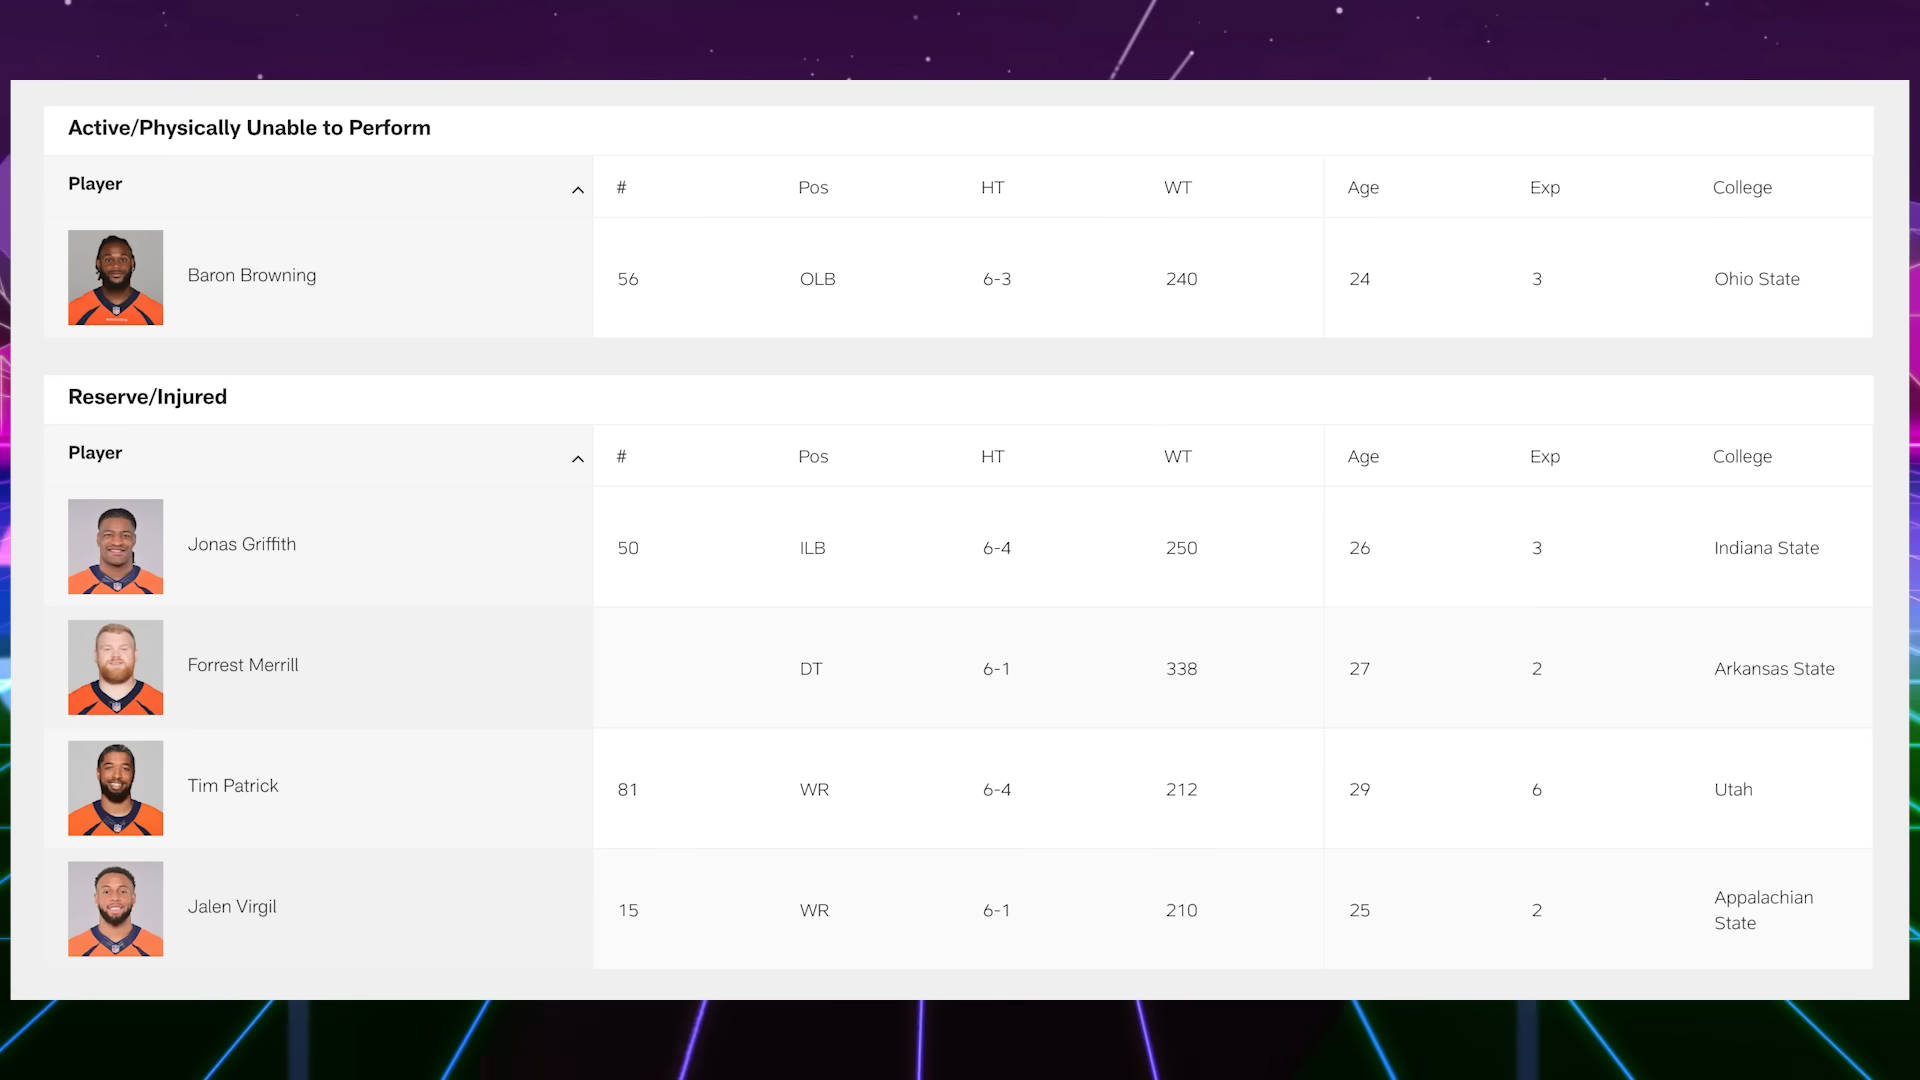 Active/Physically Unable to Perform
Player # Pos HT WT Age Exp College
Baron Browning 56 OLB 6-3 240 24 3 Ohio State
Reserve/Injured
Player # Pos HT WT Age Exp College
Jonas Griffith 50 ILB 6-4 250 26 3 Indiana State
Forrest Merrill DT 6-1 338 27 2 Arkansas State
Tim Patrick 81 WR 6-4 212 29 6 Utah
Jalen Virgil 15 WR 6-1 210 25 2 Appalachian
State